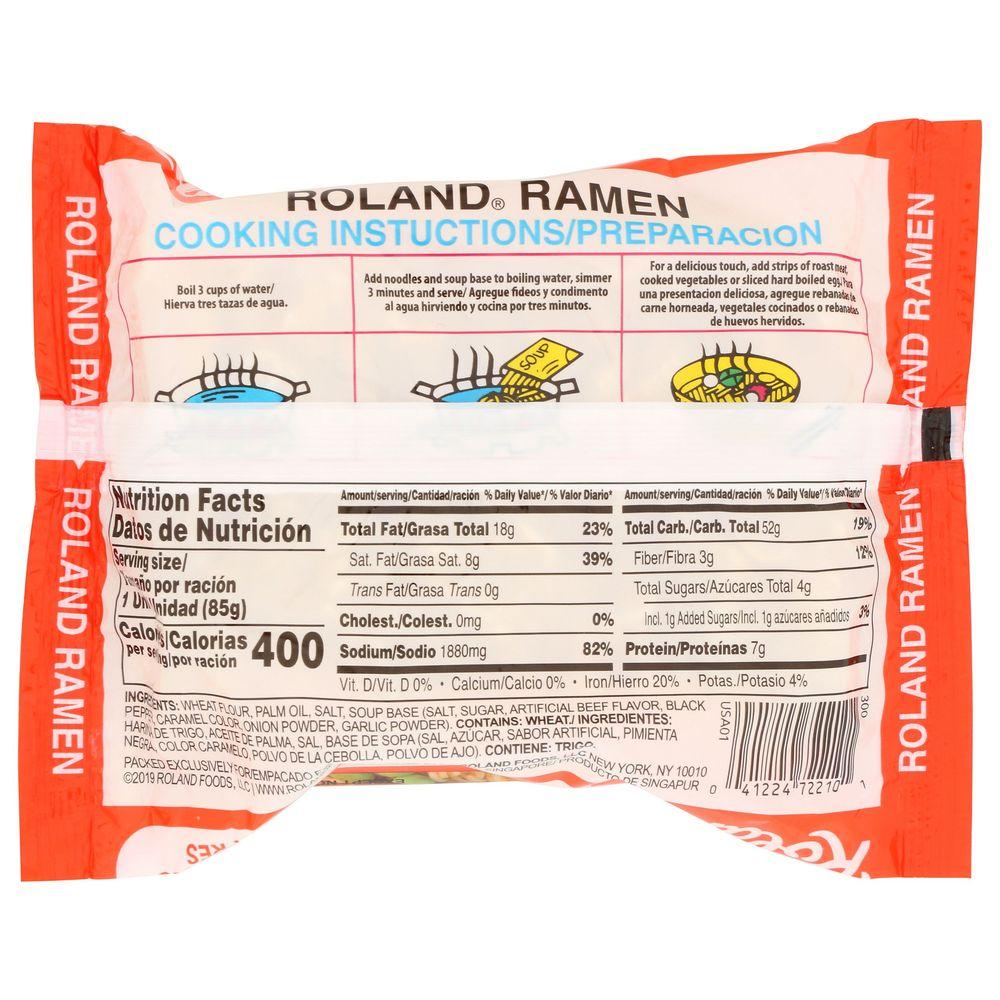 ROLAND® RAMEN
COOKING INSTUCTIONS/PREPARACION
Boil 3 cups of water/
Hierva tres tazas de agua.
Add noodles and soup base to boiling water, simmer
3 minutes and serve/ Agregue fideos y condimento
al agua hirviendo y cocina por tres minutos.
For a delicious touch, add strips of roast meat,
cooked vegetables or sliced hard boiled egg./ Para
una presentacion deliciosa, agregue rebanadas de
carne horneada, vegetales cocinados o rebanadas
de huevos hervidos.
SOUP
ROLAND RAMEN
ROLAND RAMEN
AND RAMEN
ROLAND RAMEN
Nutrition Facts
Datos de Nutrición
Serving size/
por ración
1 (85g)
/Calorias 400
per /por ración
Amount/serving/Cantidad/ración % Daily Value*/% Valor Diario*
Total Fat/Grasa Total 18g 23%
Sat. Fat/Grasa Sat. 8g 39%
Trans Fat/Grasa Trans 0g
Cholest./Colest. 0mg 0%
Sodium/Sodio 1880mg 82%
Amount/serving/Cantidad/ración % Daily Value*/% Valor Diario*
Total Carb./Carb. Total 52g 19%
Fiber/Fibra 3g 12%
Total Sugars/Azúcares Total 4g
Incl. 1g Added Sugars/Incl. 1g azúcares añadidos 3%
Protein/Proteínas 7g
Vit. D/Vit. D 0% • Calcium/Calcio 0% • Iron/Hierro 20% • Potas./Potasio 4%
INGREDIENTS: WHEAT FLOUR, PALM OIL, SALT, SOUP BASE (SALT, SUGAR, ARTIFICIAL BEEF FLAVOR, BLACK
PEPPER, CARAMEL COLOR, ONION POWDER, GARLIC POWDER). CONTAINS: WHEAT./ INGREDIENTES:
HARINA DE TRIGO, ACEITE DE PALMA, SAL, BASE DE SOPA (SAL, AZÚCAR, SABOR ARTIFICIAL, PIMIENTA
NEGRA, COLOR CARAMELO, POLVO DE LA CEBOLLA, POLVO DE AJO). CONTIENE: TRIGO.
PACKED EXCLUSIVELY FOR/EMPACADO ROLAND FOODS, LLC NEW YORK, NY 10010
©2019 ROLAND FOODS, LLC | WWW. SINGAPORE/PRODUCTO DE SINGAPUR
USA01
300
0 41224 72210 7